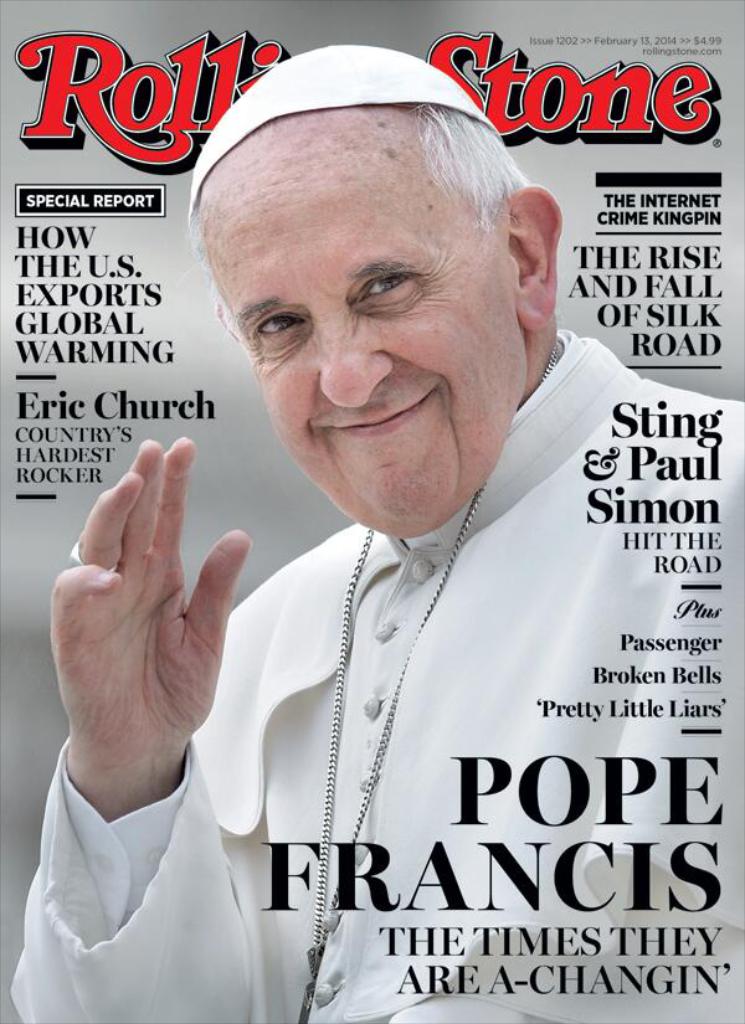 Rolling Stone
Issue 1202 >> February 13, 2014 >> $4.99
rollingstone.com
SPECIAL REPORT
HOW
THE U.S.
EXPORTS
GLOBAL
WARMING
Eric Church
COUNTRY'S
HARDEST
ROCKER
THE INTERNET
CRIME KINGPIN
THE RISE
AND FALL
OF SILK
ROAD
Sting
& Paul
Simon
HIT THE
ROAD
Plus
Passenger
Broken Bells
‘Pretty Little Liars’
POPE
FRANCIS
THE TIMES THEY
ARE A-CHANGIN’